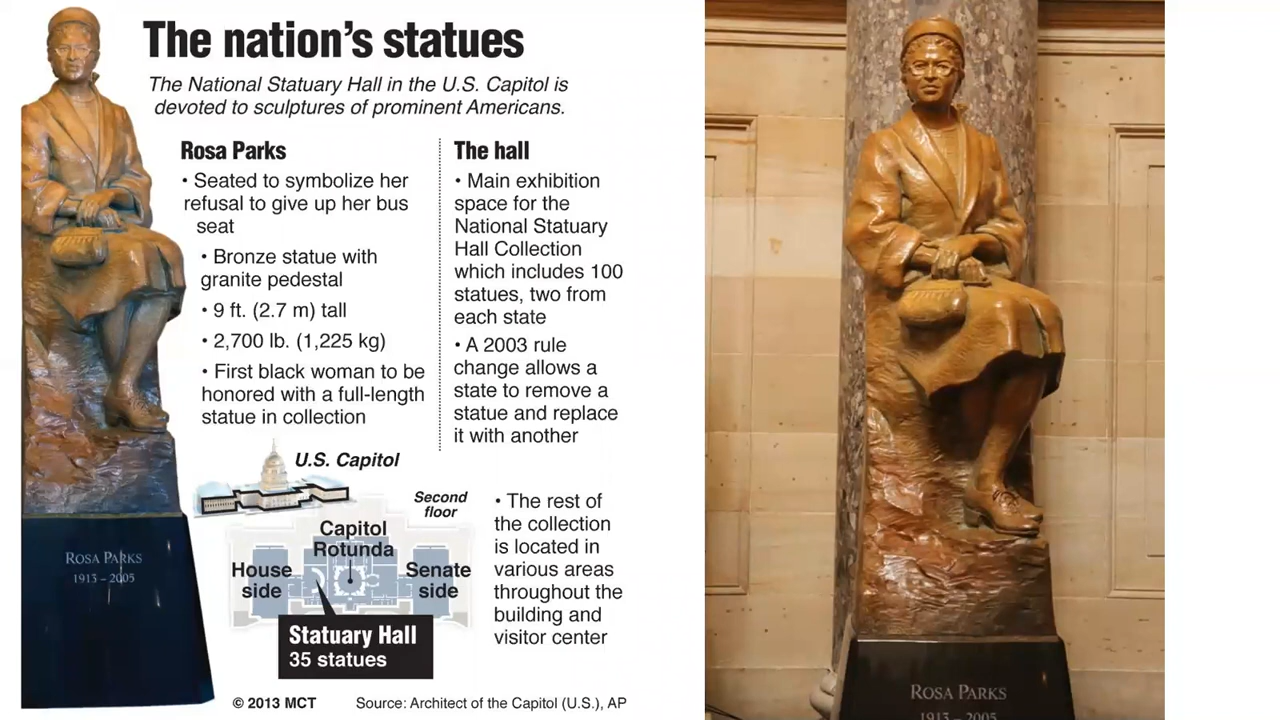 The nation's statues
The National Statuary Hall in the U.S. Capitol is
devoted to sculptures of prominent Americans.
Rosa Parks
• Seated to symbolize her
refusal to give up her bus
seat
• Bronze statue with
granite pedestal
• 9 ft. (2.7 m) tall
• 2,700 lb. (1,225 kg)
• First black woman to be
honored with a full-length
statue in collection
The hall
• Main exhibition
space for the
National Statuary
Hall Collection
which includes 100
statues, two from
each state
• A 2003 rule
change allows a
state to remove a
statue and replace
it with another
• The rest of
the collection
is located in
various areas
throughout the
building and
visitor center
U.S. Capitol
Second
floor
Capitol
Rotunda
House
side
Senate
side
Statuary Hall
35 statues
ROSA PARKS
1913 – 2005
© 2013 MCT
Source: Architect of the Capitol (U.S.), AP
ROSA PARKS
1913 – 2005